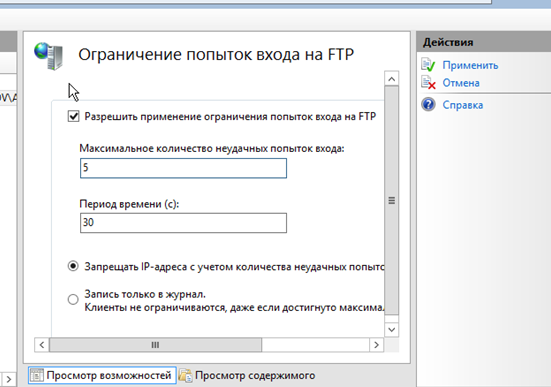 Ограничение попыток входа на FTP
Разрешить применение ограничения попыток входа на FTP
Максимальное количество неудачных попыток входа:
5
Период времени (с):
30
Запрещать IP-адреса с учетом количества неудачных
Запись только в журнал.
Клиенты не ограничиваются, даже если достигнуто
Просмотр возможностей
Просмотр содержимого
Действия
Применить
Отмена
Справка